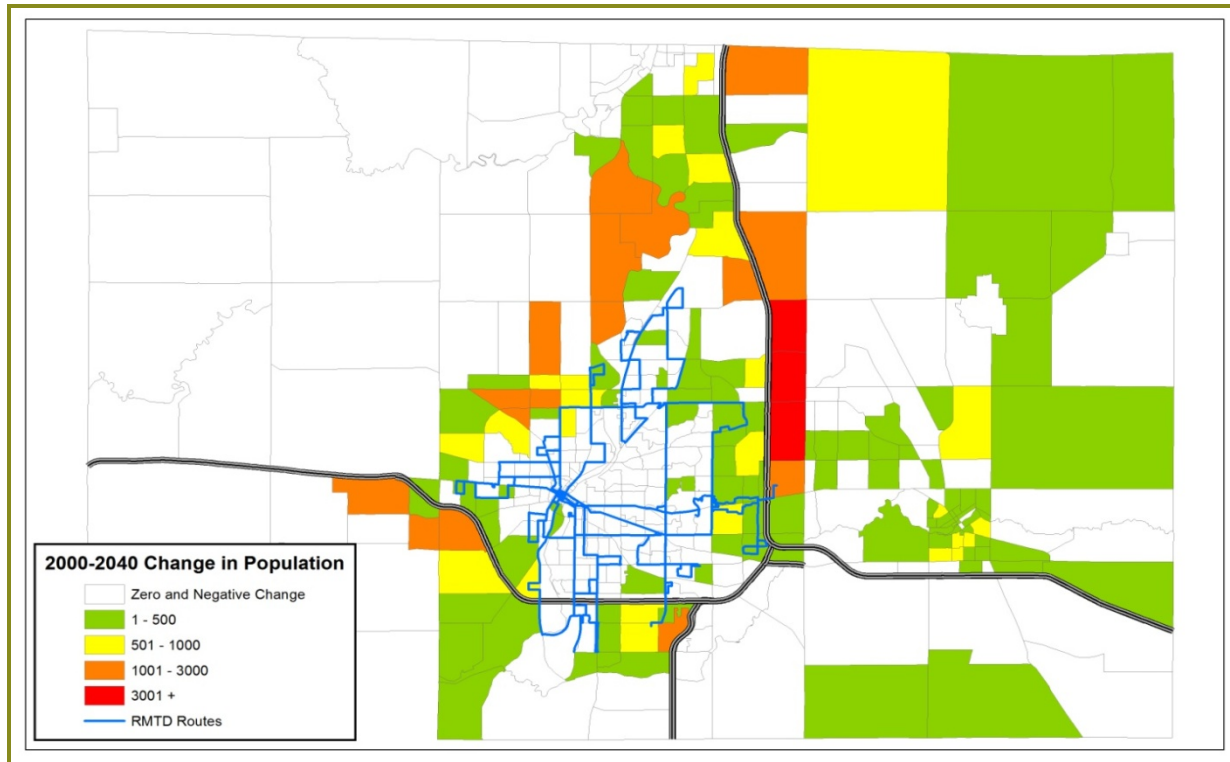 2000-2040 Change in Population
Zero and Negative Change
1 - 500
501 - 1000
1001 - 3000
3001 +
RMTD Routes